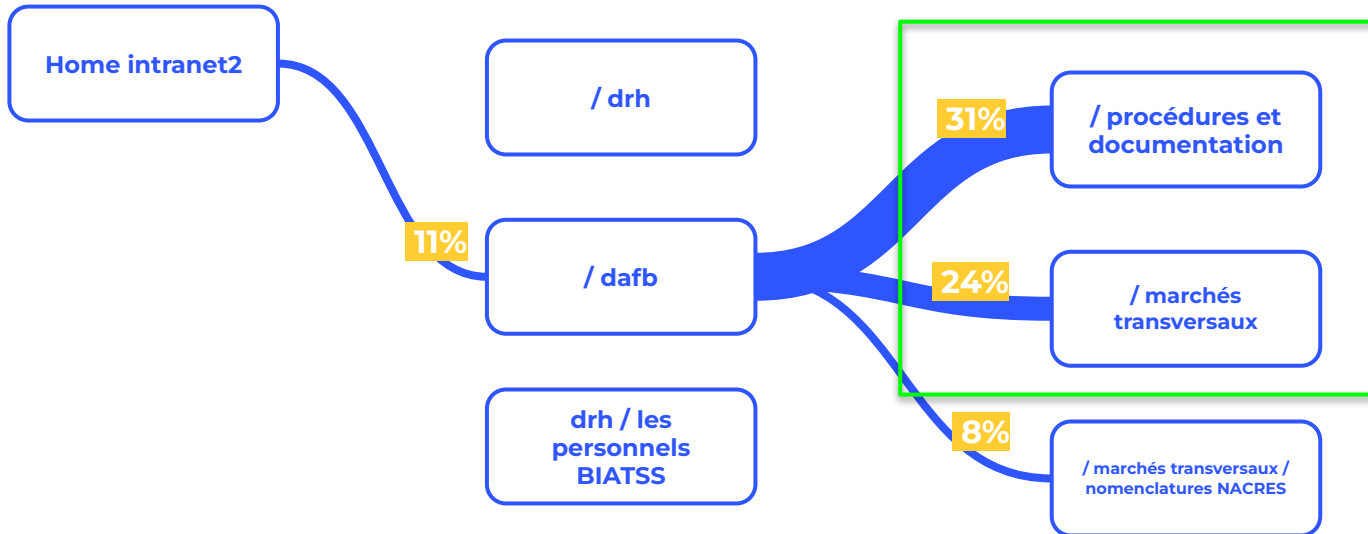 Home intranet2
/ drh
31%
/ procédures et
documentation
11%
/ dafb
24%
/ marchés
transversaux
drh / les
personnels
BIATSS
8%
/ marchés transversaux /
nomenclatures NACRES